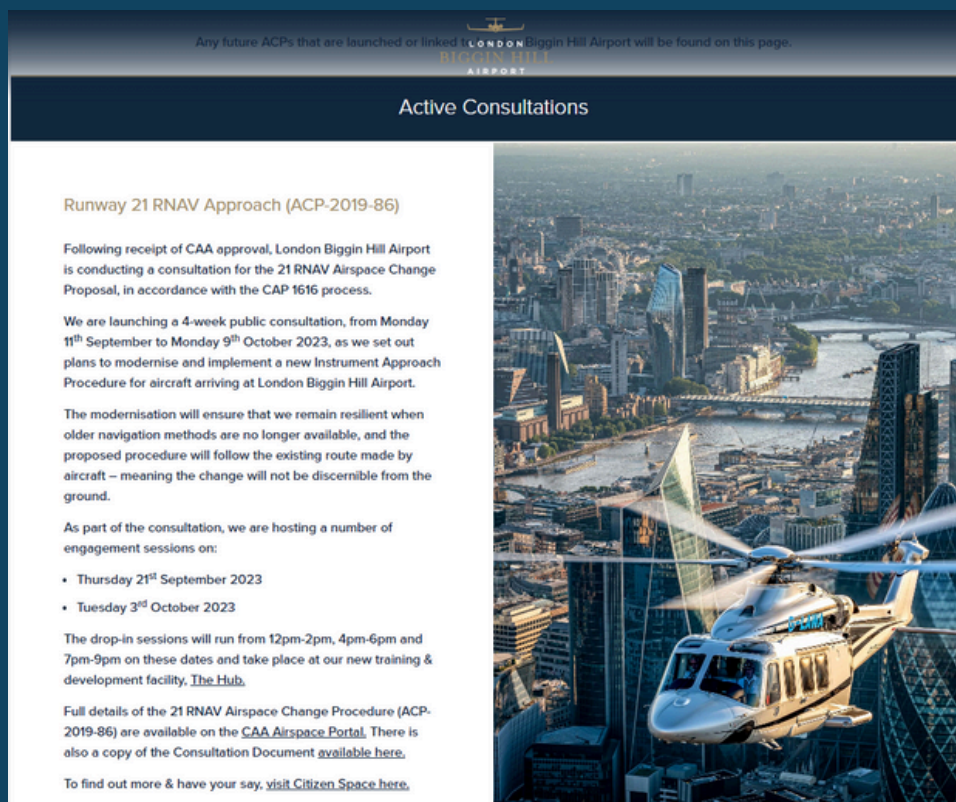 Any future ACPs that are launched or linked to London Biggin Hill Airport will be found on this page.
LONDON
BIGGIN HILL
AIRPORT
Active Consultations
Runway 21 RNAV Approach (ACP-2019-86)
Following receipt of CAA approval, London Biggin Hill Airport
is conducting a consultation for the 21 RNAV Airspace Change
Proposal, in accordance with the CAP 1616 process.
We are launching a 4-week public consultation, from Monday
11th September to Monday 9th October 2023, as we set out
plans to modernise and implement a new Instrument Approach
Procedure for aircraft arriving at London Biggin Hill Airport.
The modernisation will ensure that we remain resilient when
older navigation methods are no longer available, and the
proposed procedure will follow the existing route made by
aircraft – meaning the change will not be discernible from the
ground.
As part of the consultation, we are hosting a number of
engagement sessions on:
• Thursday 21st September 2023
• Tuesday 3rd October 2023
The drop-in sessions will run from 12pm-2pm, 4pm-6pm and
7pm-9pm on these dates and take place at our new training &
development facility, The Hub.
Full details of the 21 RNAV Airspace Change Procedure (ACP-
2019-86) are available on the CAA Airspace Portal. There is
also a copy of the Consultation Document available here.
To find out more & have your say, visit Citizen Space here.
G-LAWA